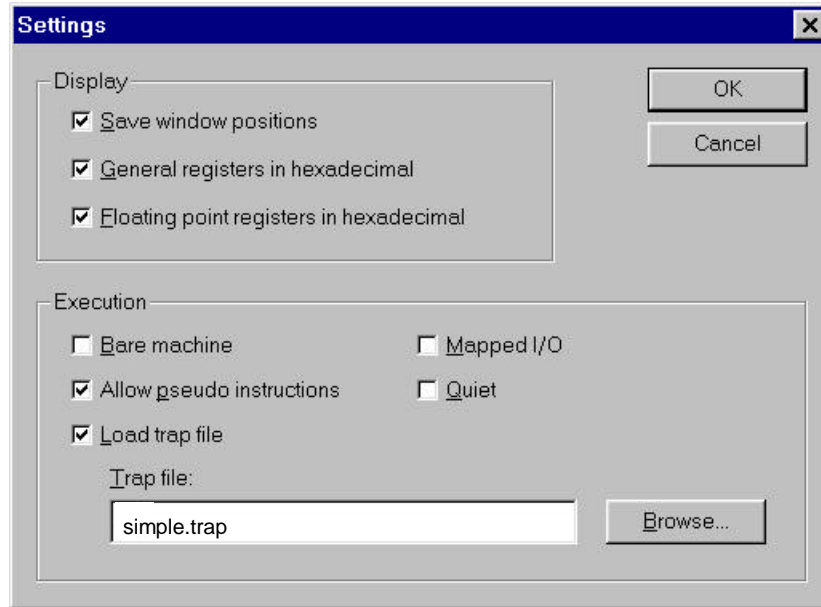 Settings
Display
Save window positions
General registers in hexadecimal
Floating point registers in hexadecimal
OK
Cancel
Execution
Bare machine
Mapped I/O
Allow pseudo instructions
Quiet
Load trap file
Trap file:
simple.trap
Browse...